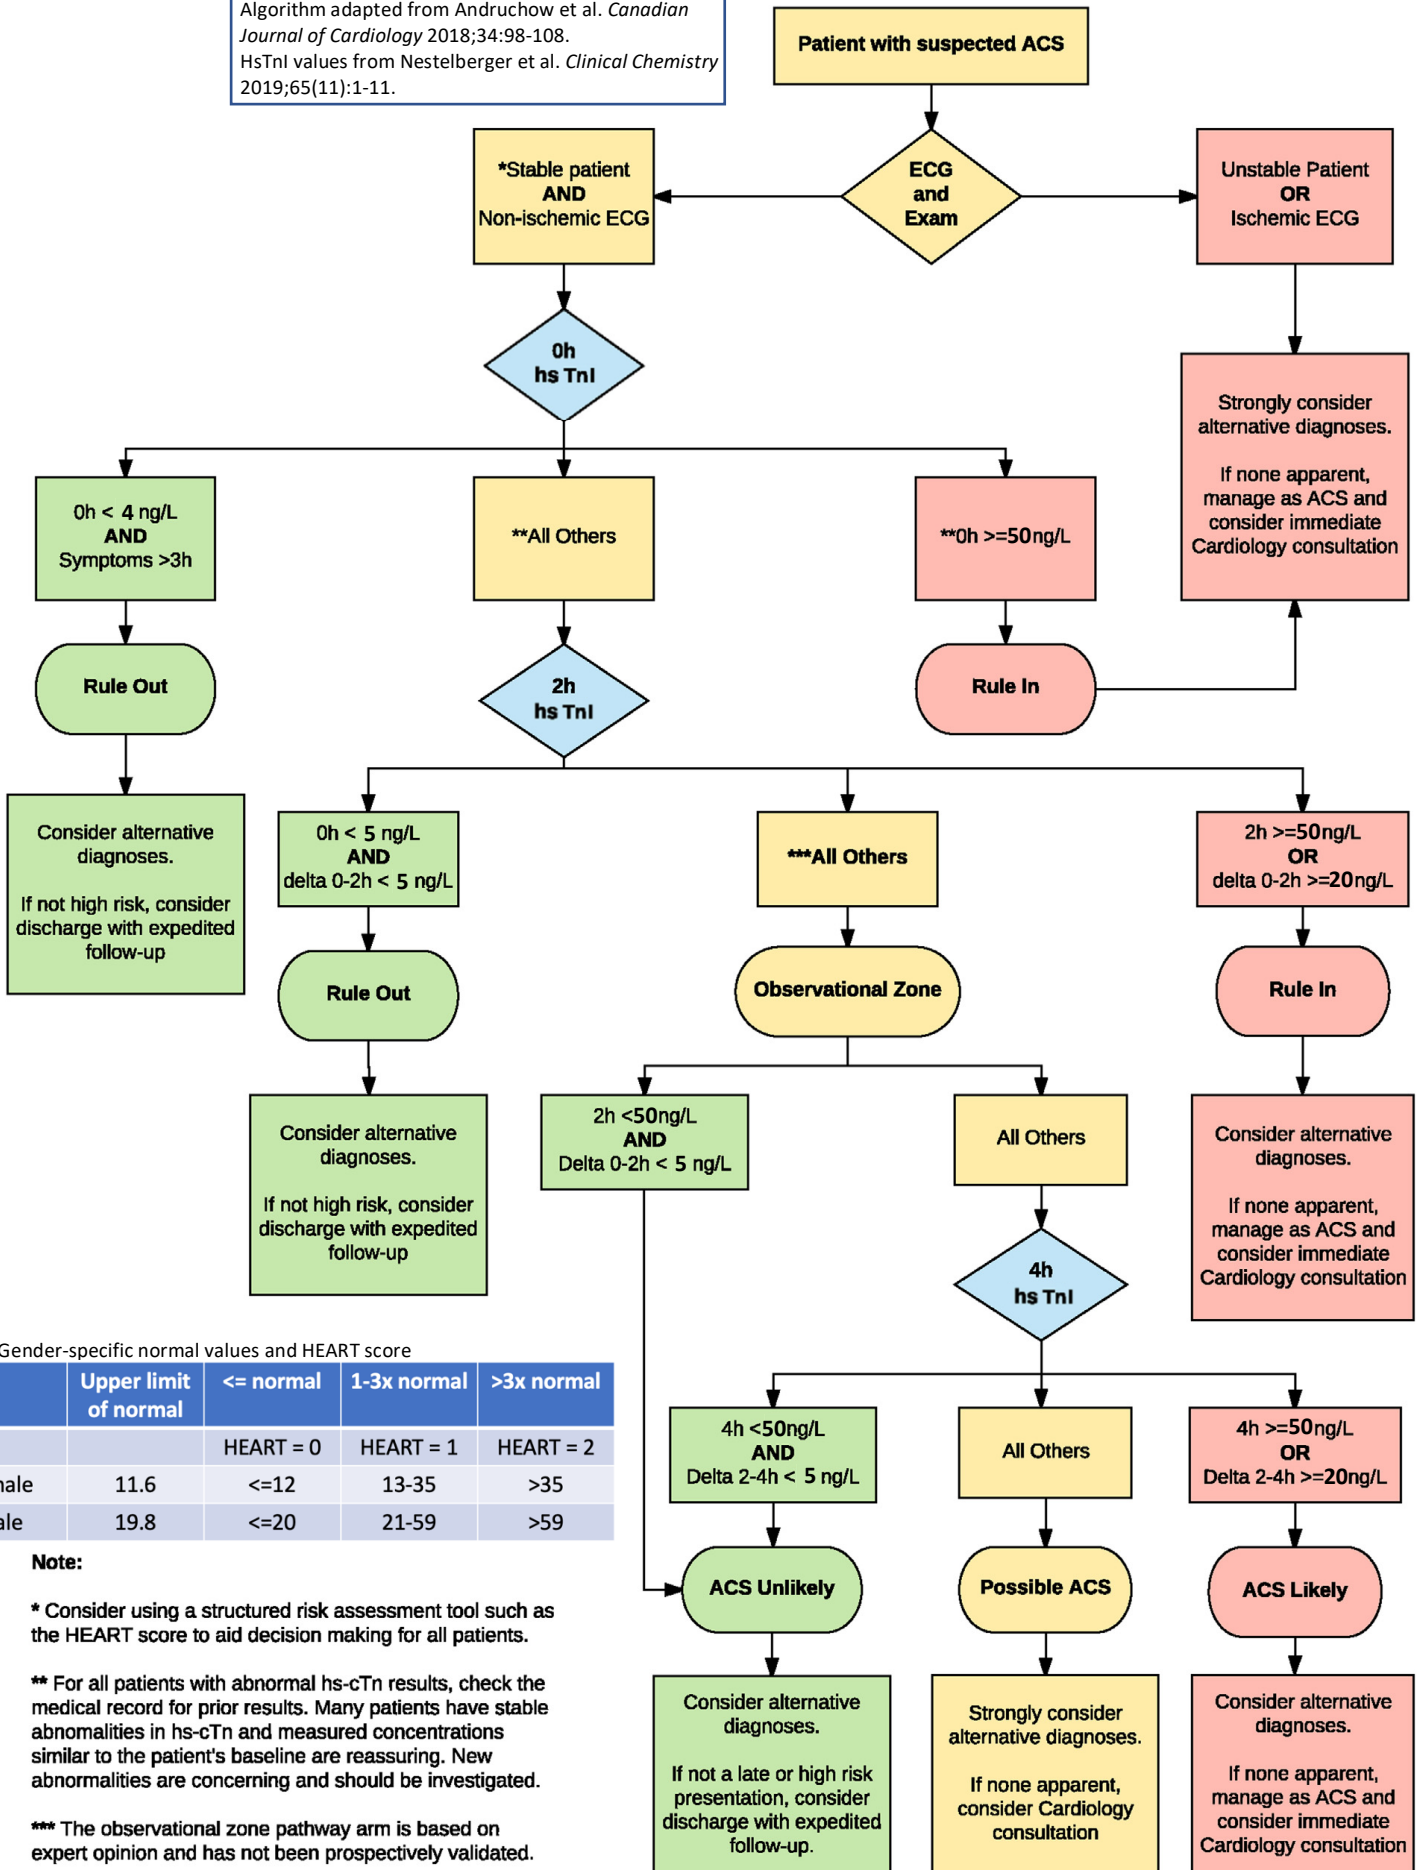 Algorithm adapted from Andruchow et al. Canadian
Journal of Cardiology 2018;34:98-108.
HsTnI values from Nestelberger et al. Clinical Chemistry
2019;65(11):1-11.
Patient with suspected ACS
ECG
and
Exam
*Stable patient
AND
Non-ischemic ECG
Unstable Patient
OR
Ischemic ECG
0h
hs TnI
Strongly consider
alternative diagnoses.
If none apparent,
manage as ACS and
consider immediate
Cardiology consultation
0h < 4 ng/L
AND
Symptoms >3h
**All Others
**0h >=50ng/L
Rule Out
2h
hs TnI
Rule In
Consider alternative
diagnoses.
If not high risk, consider
discharge with expedited
follow-up
0h < 5 ng/L
AND
delta 0-2h < 5 ng/L
***All Others
2h >=50ng/L
OR
delta 0-2h >=20ng/L
Rule Out
Observational Zone
Rule In
Consider alternative
diagnoses.
If not high risk, consider
discharge with expedited
follow-up
2h <50ng/L
AND
Delta 0-2h < 5 ng/L
All Others
Consider alternative
diagnoses.
If none apparent,
manage as ACS and
consider immediate
Cardiology consultation
4h
hs TnI
Gender-specific normal values and HEART score
Upper limit of normal <= normal 1-3x normal >3x normal
HEART = 0 HEART = 1 HEART = 2
11.6 <=12 13-35 >35
19.8 <=20 21-59 >59
4h <50ng/L
AND
Delta 2-4h < 5 ng/L
All Others
4h >=50ng/L
OR
Delta 2-4h >=20ng/L
ACS Unlikely
Possible ACS
ACS Likely
Consider alternative
diagnoses.
If not a late or high risk
presentation, consider
discharge with expedited
follow-up.
Strongly consider
alternative diagnoses.
If none apparent,
consider Cardiology
consultation
Consider alternative
diagnoses.
If none apparent,
manage as ACS and
consider immediate
Cardiology consultation
Note:
* Consider using a structured risk assessment tool such as
the HEART score to aid decision making for all patients.
** For all patients with abnormal hs-cTn results, check the
medical record for prior results. Many patients have stable
abnomalities in hs-cTn and measured concentrations
similar to the patient's baseline are reassuring. New
abnormalities are concerning and should be investigated.
*** The observational zone pathway arm is based on
expert opinion and has not been prospectively validated.